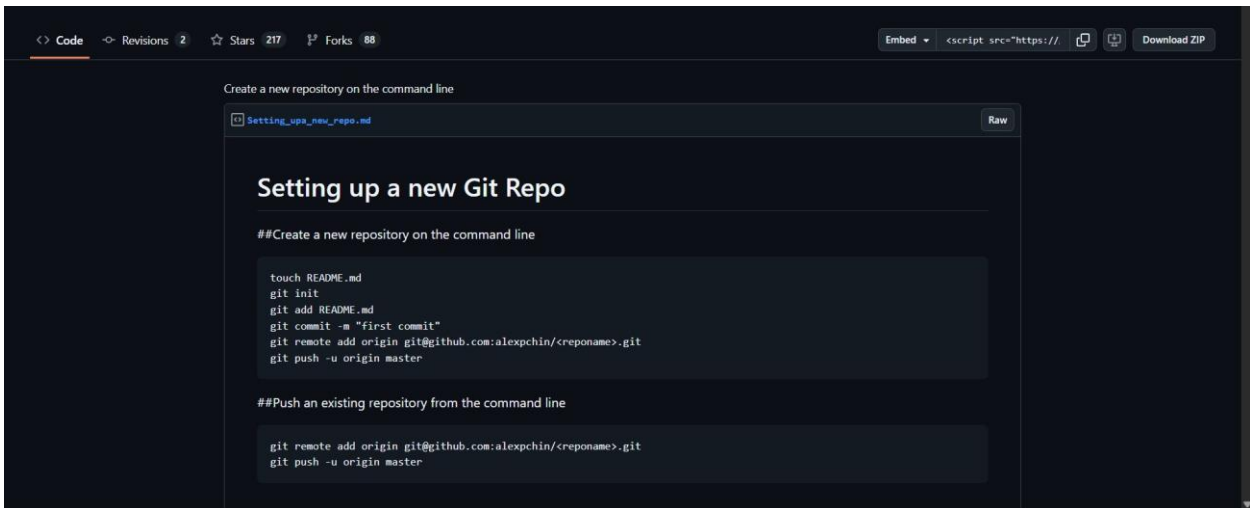 Code Revisions 2 Stars 217 Forks 88 Embed <script src="https://. Download ZIP
Create a new repository on the command line
Setting_upa_new_repo.md Raw
Setting up a new Git Repo
##Create a new repository on the command line
touch README.md
git init
git add README.md
git commit -m "first commit"
git remote add origin git@github.com:alexpchin/<reponame>.git
git push -u origin master
##Push an existing repository from the command line
git remote add origin git@github.com:alexpchin/<reponame>.git
git push -u origin master